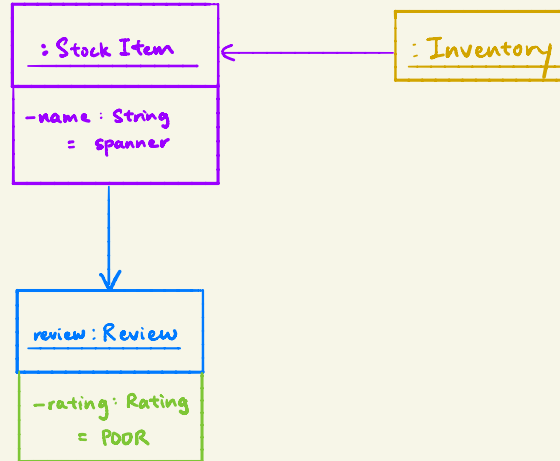 : Stock Item
: Inventory
-name: String
= spanner
review: Review
-rating: Rating
= POOR